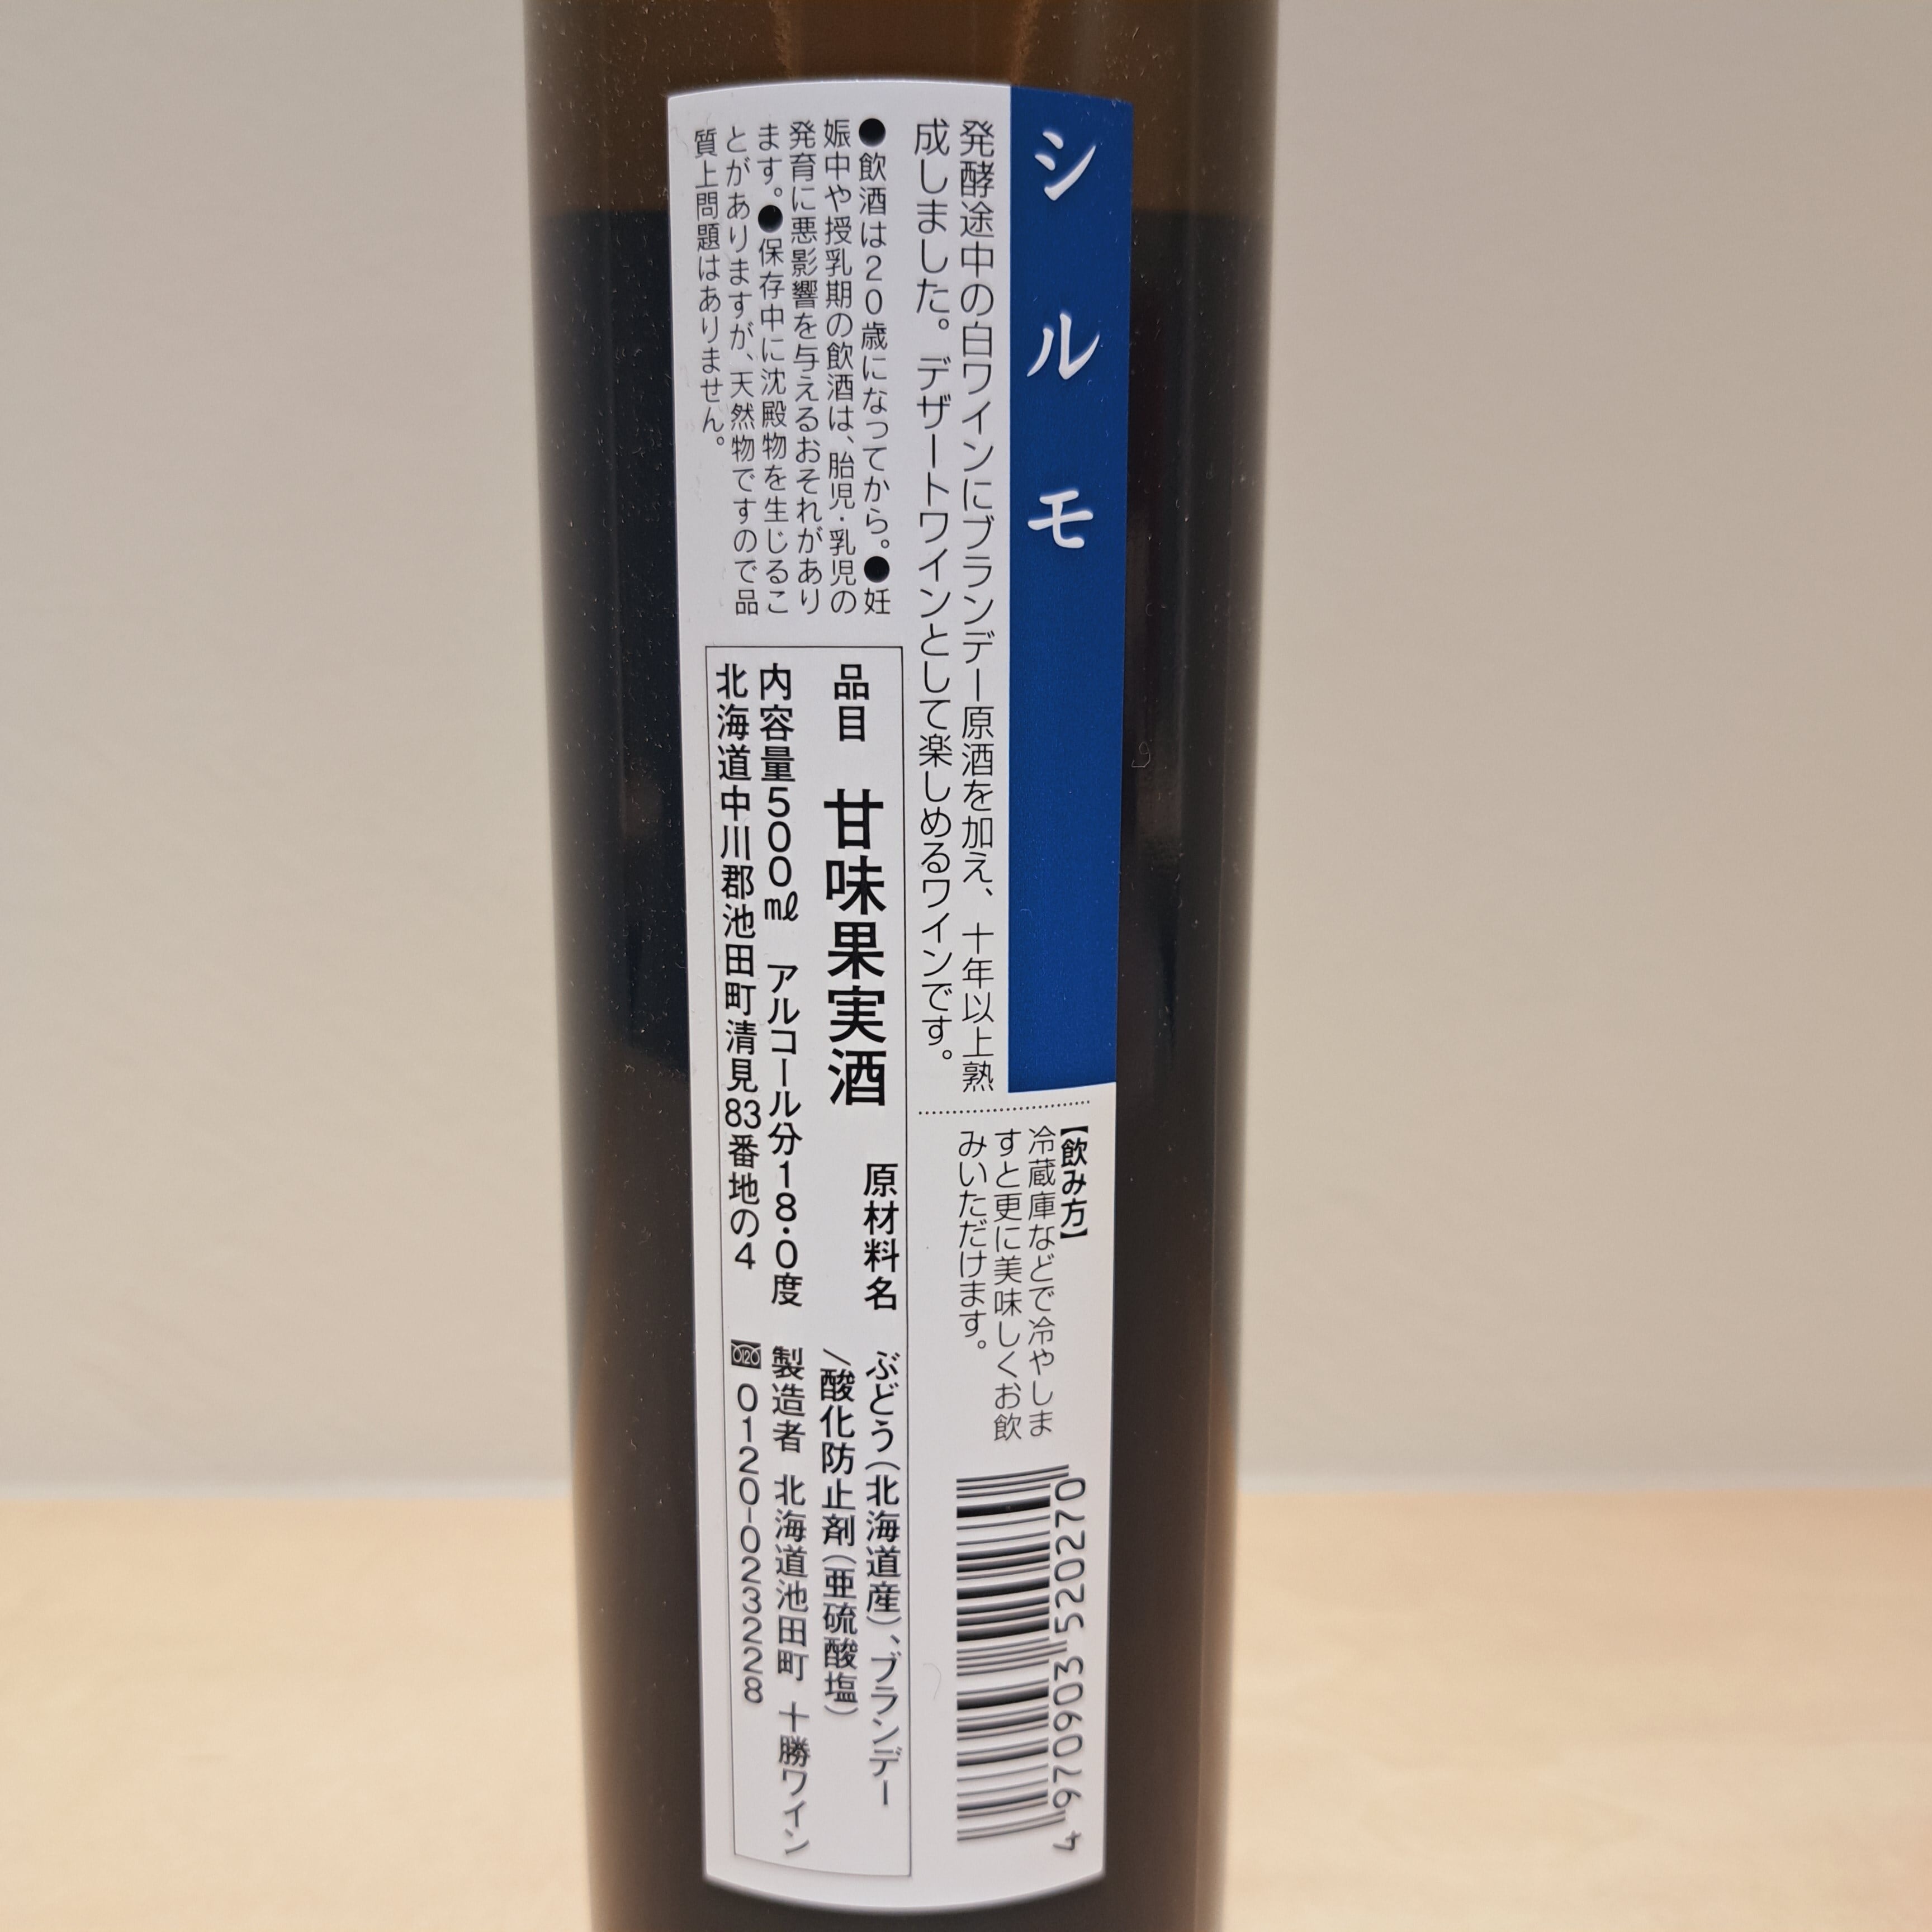 シルモ
発酵途中の白ワインにブランデー原酒を加え、十年以上熟
成しました。デザートワインとして楽しめるワインです。
【飲み方】
冷蔵庫などで冷やしま
すと更に美味しくお飲
みいただけます。
4 970903 520270
●飲酒は20歳になってから。●妊
娠中や授乳期の飲酒は、胎児・乳児の
発育に悪影響を与えるおそれがあり
ます。●保存中に沈殿物を生じるこ
とがありますが、天然物ですので品
質上問題はありません。
品目 甘味果実酒
原材料名 ぶどう(北海道産)、ブランデー
/酸化防止剤(亜硫酸塩)
内容量500㎖ アルコール分18.0度
製造者 北海道池田町 十勝ワイン
北海道中川郡池田町清見83番地の4
0120-023228